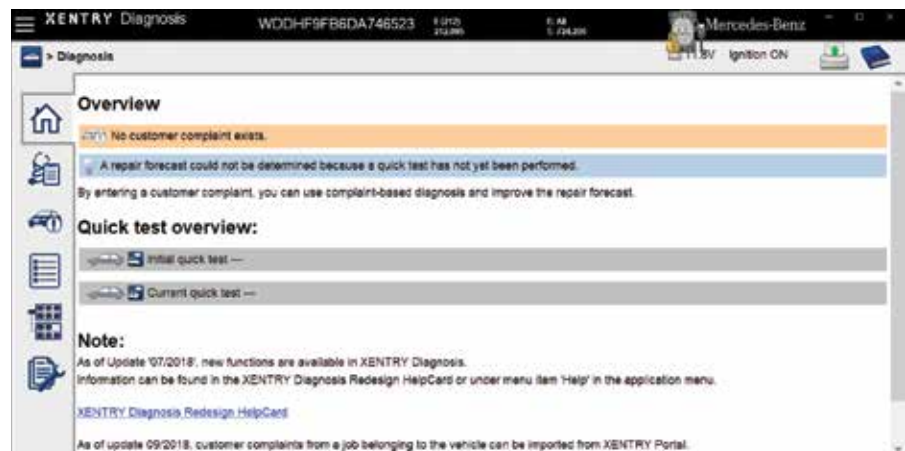 XENTRY Diagnosis
WDDHF9FB6DA746523
Mercedes-Benz
> Diagnosis
Ignition ON
Overview
No customer complaint exists.
A repair forecast could not be determined because a quick test has not yet been performed.
By entering a customer complaint, you can use complaint-based diagnosis and improve the repair forecast.
Quick test overview:
Initial quick test ---
Current quick test ---
Note:
As of Update '07/2018', new functions are available in XENTRY Diagnosis.
Information can be found in the XENTRY Diagnosis Redesign HelpCard or under menu item 'Help' in the application menu.
XENTRY Diagnosis Redesign HelpCard
As of update 09/2018, customer complaints from a job belonging to the vehicle can be imported from XENTRY Portal.